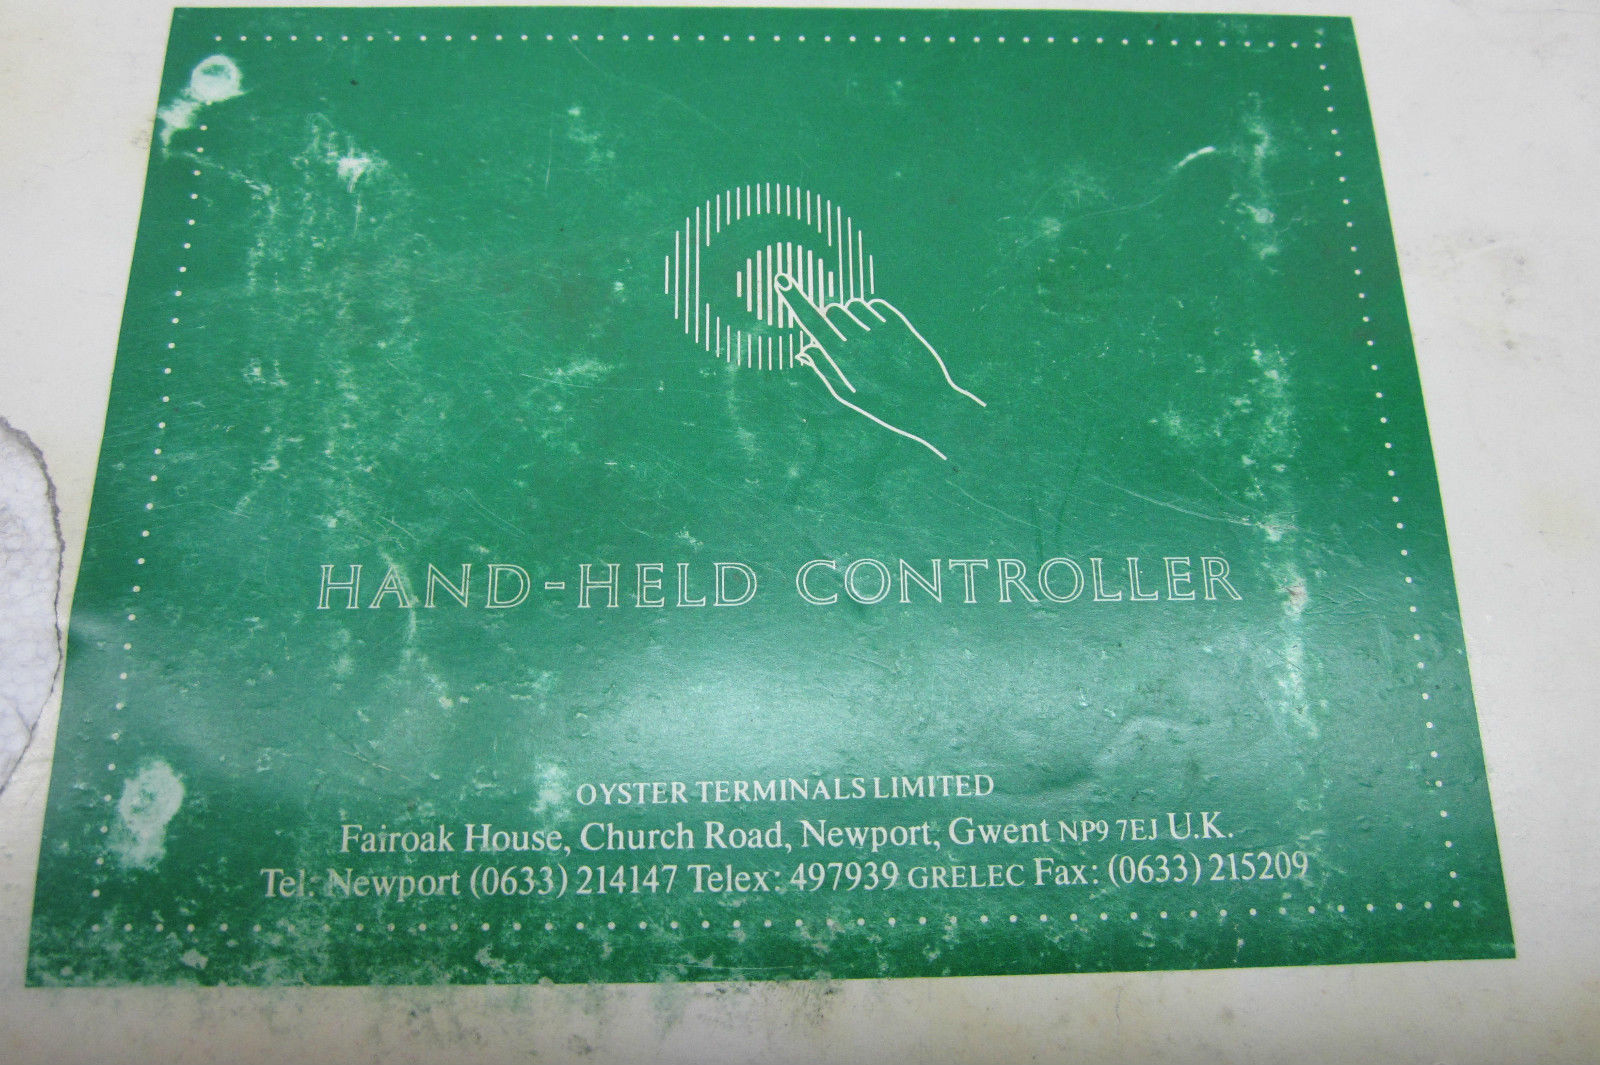 HAND-HELD CONTROLLER
OYSTER TERMINALS LIMITED
Fairoak House, Church Road, Newport, Gwent NP9 7EJ U.K.
Tel: Newport (0633) 214147 Telex: 497939 GRELEC Fax: (0633) 215209